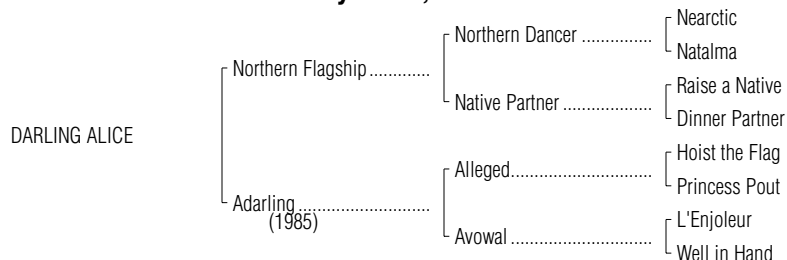 Nearctic
Northern Dancer ..............
Natalma
Northern Flagship .............
Raise a Native
Native Partner ..................
Dinner Partner
DARLING ALICE
Hoist the Flag
Alleged............................
Princess Pout
Adarling ..........................
(1985)
L'Enjoleur
Avowal ............................
Well in Hand